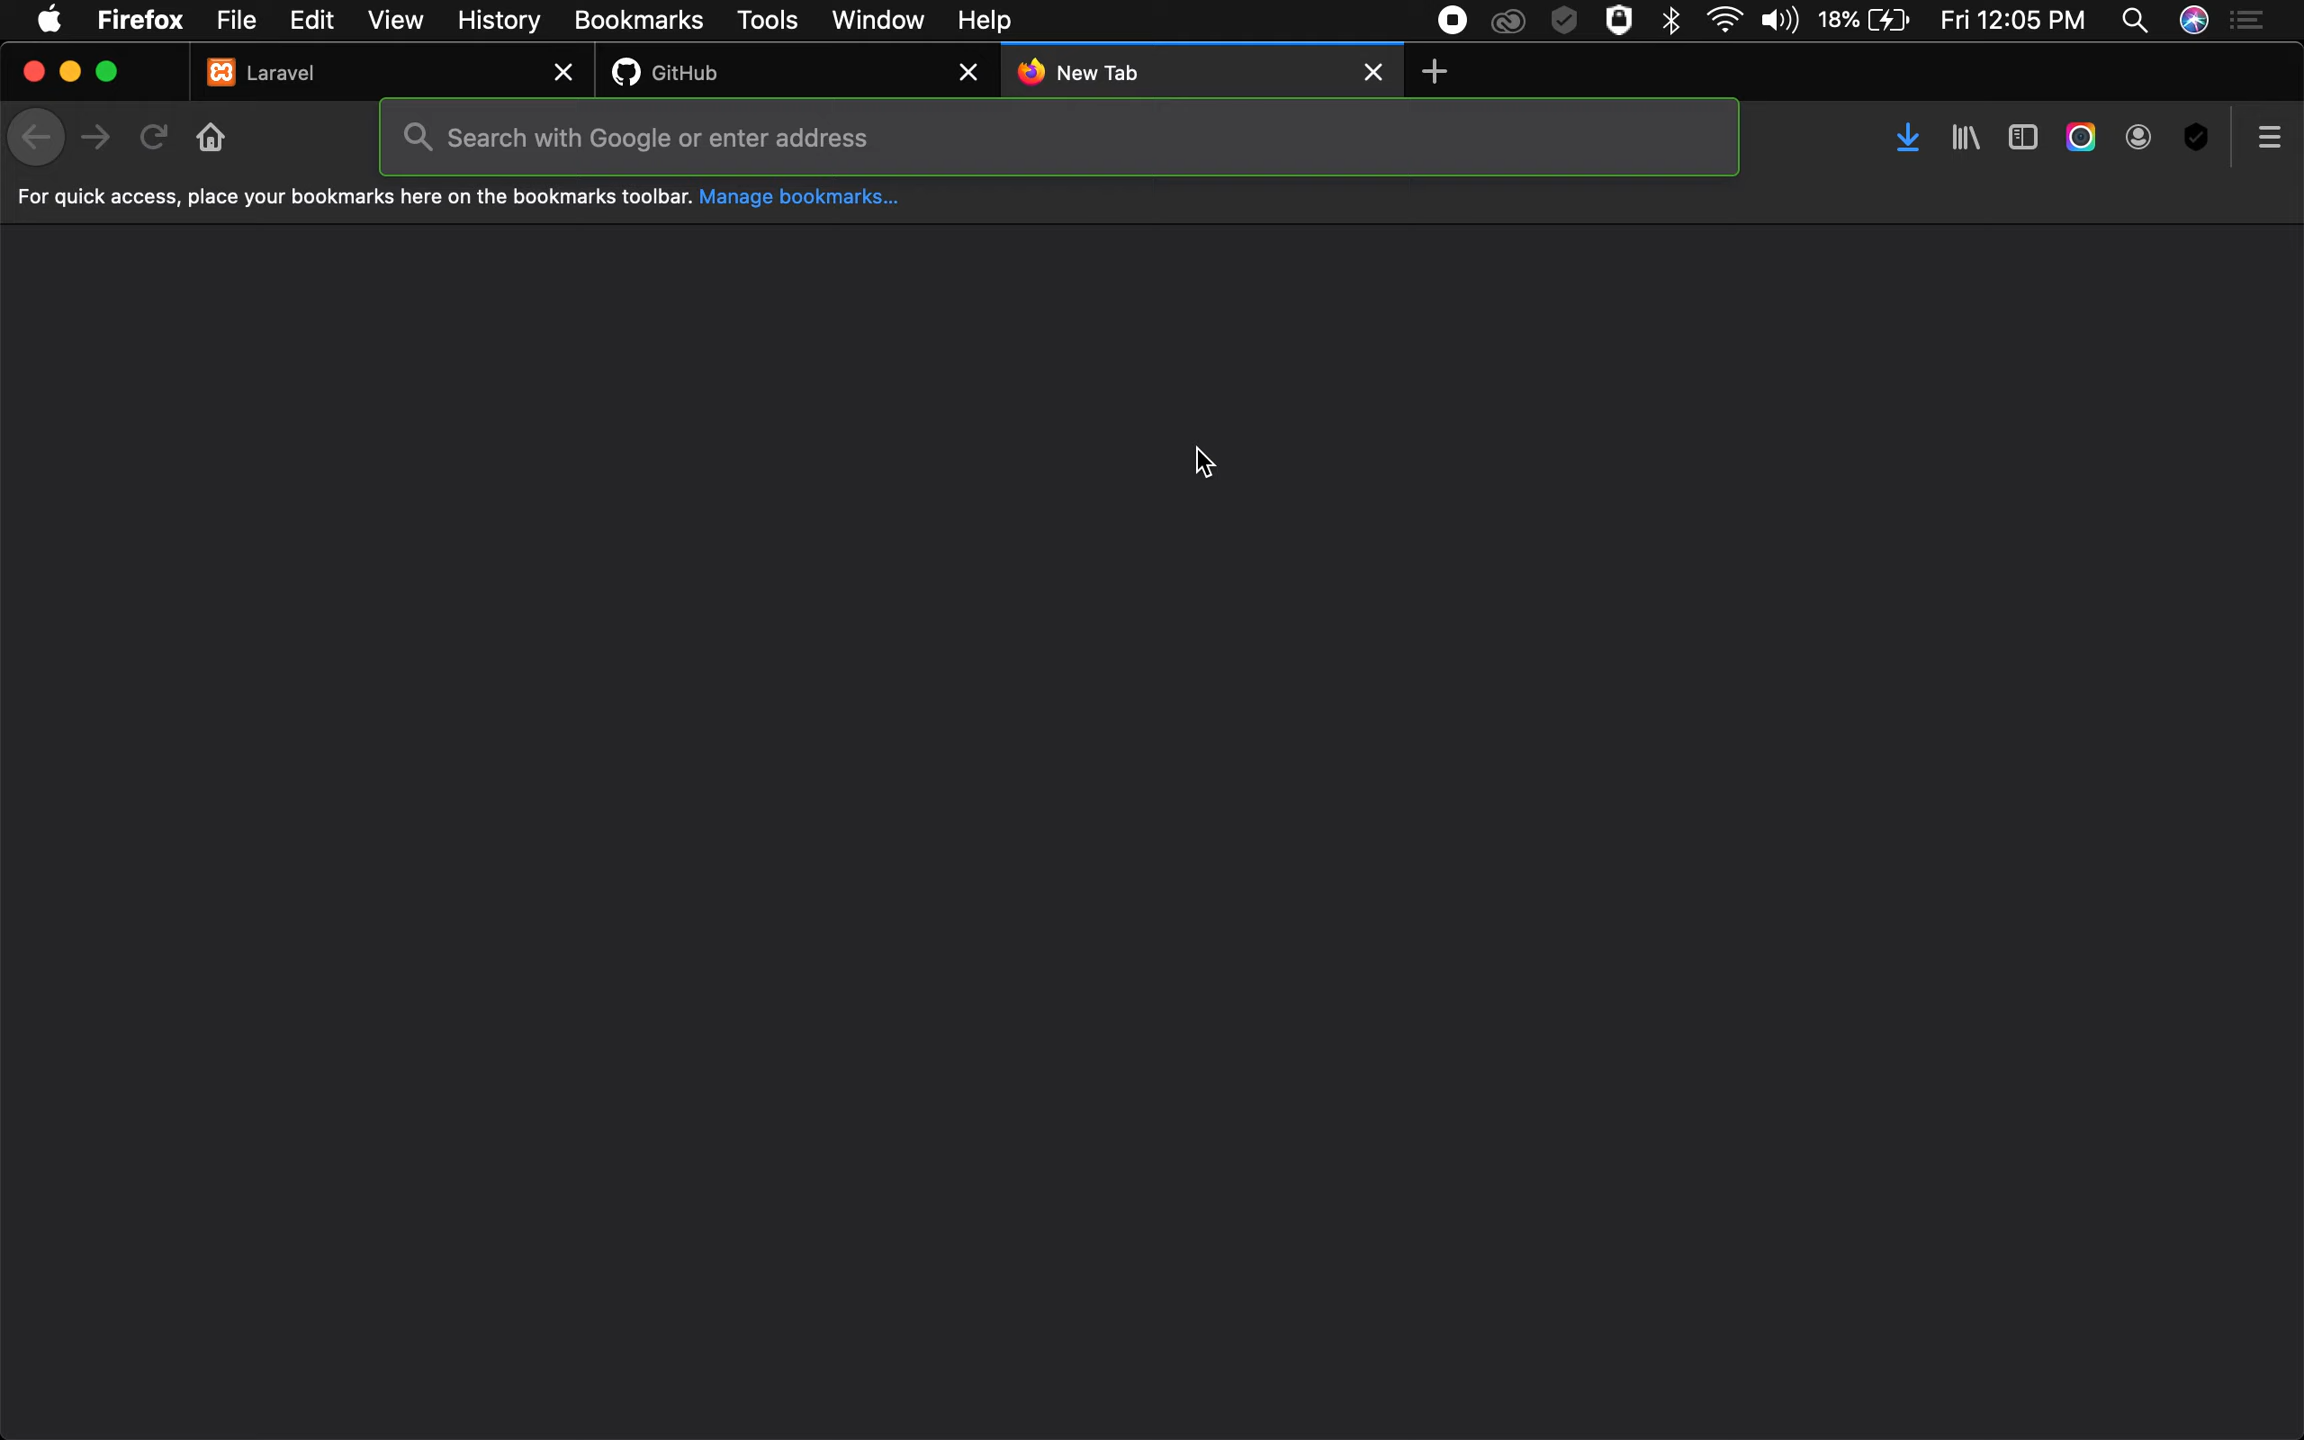 Firefox File Edit View History Bookmarks Tools Window Help 18% Fri 12:05 PM
Laravel GitHub New Tab
Search with Google or enter address
For quick access, place your bookmarks here on the bookmarks toolbar. Manage bookmarks...